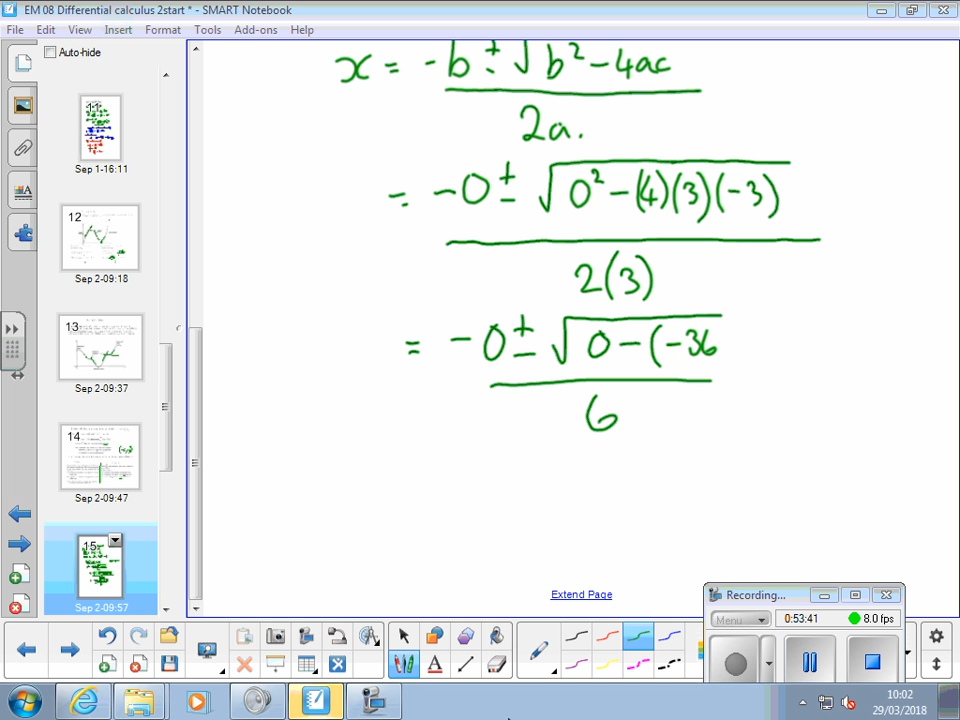 EM 08 Differential calculus 2start * - SMART Notebook
File Edit View Insert Format Tools Add-ons Help
Auto-hide
11
Sep 1-16:11
12
Sep 2-09:18
13
Sep 2-09:37
14
Sep 2-09:47
15
Sep 2-09:57
x = -b ± √b² - 4ac
2a.
= -0 ± √0² - (4)(3)(-3)
2(3)
= -0 ± √0 - (-36
6
Extend Page
Recording...
Menu 0:53:41 8.0 fps
10:02
29/03/2018